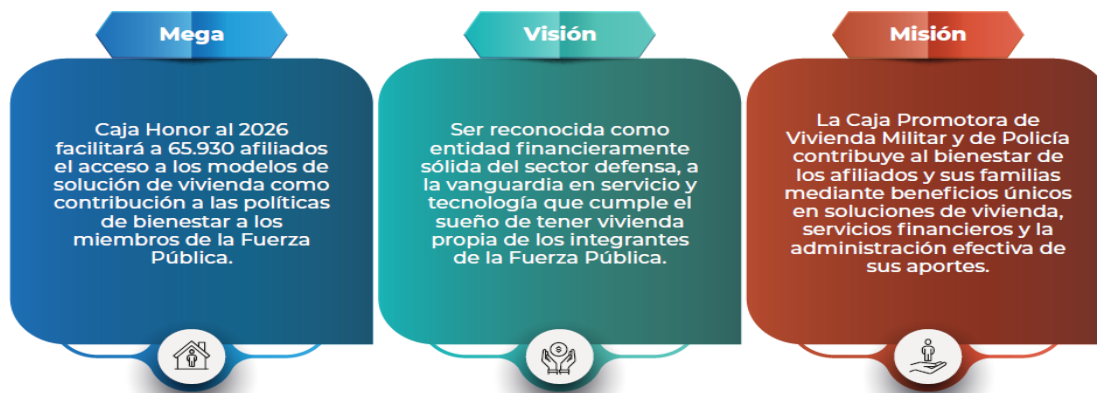 Mega
Caja Honor al 2026
facilitará a 65.930 afiliados
el acceso a los modelos de
solución de vivienda como
contribución a las políticas
de bienestar a los
miembros de la Fuerza
Pública.
Visión
Ser reconocida como
entidad financieramente
sólida del sector defensa, a
la vanguardia en servicio y
tecnología que cumple el
sueño de tener vivienda
propia de los integrantes
de la Fuerza Pública.
Misión
La Caja Promotora de
Vivienda Militar y de Policía
contribuye al bienestar de
los afiliados y sus familias
mediante beneficios únicos
en soluciones de vivienda,
servicios financieros y la
administración efectiva de
sus aportes.
$